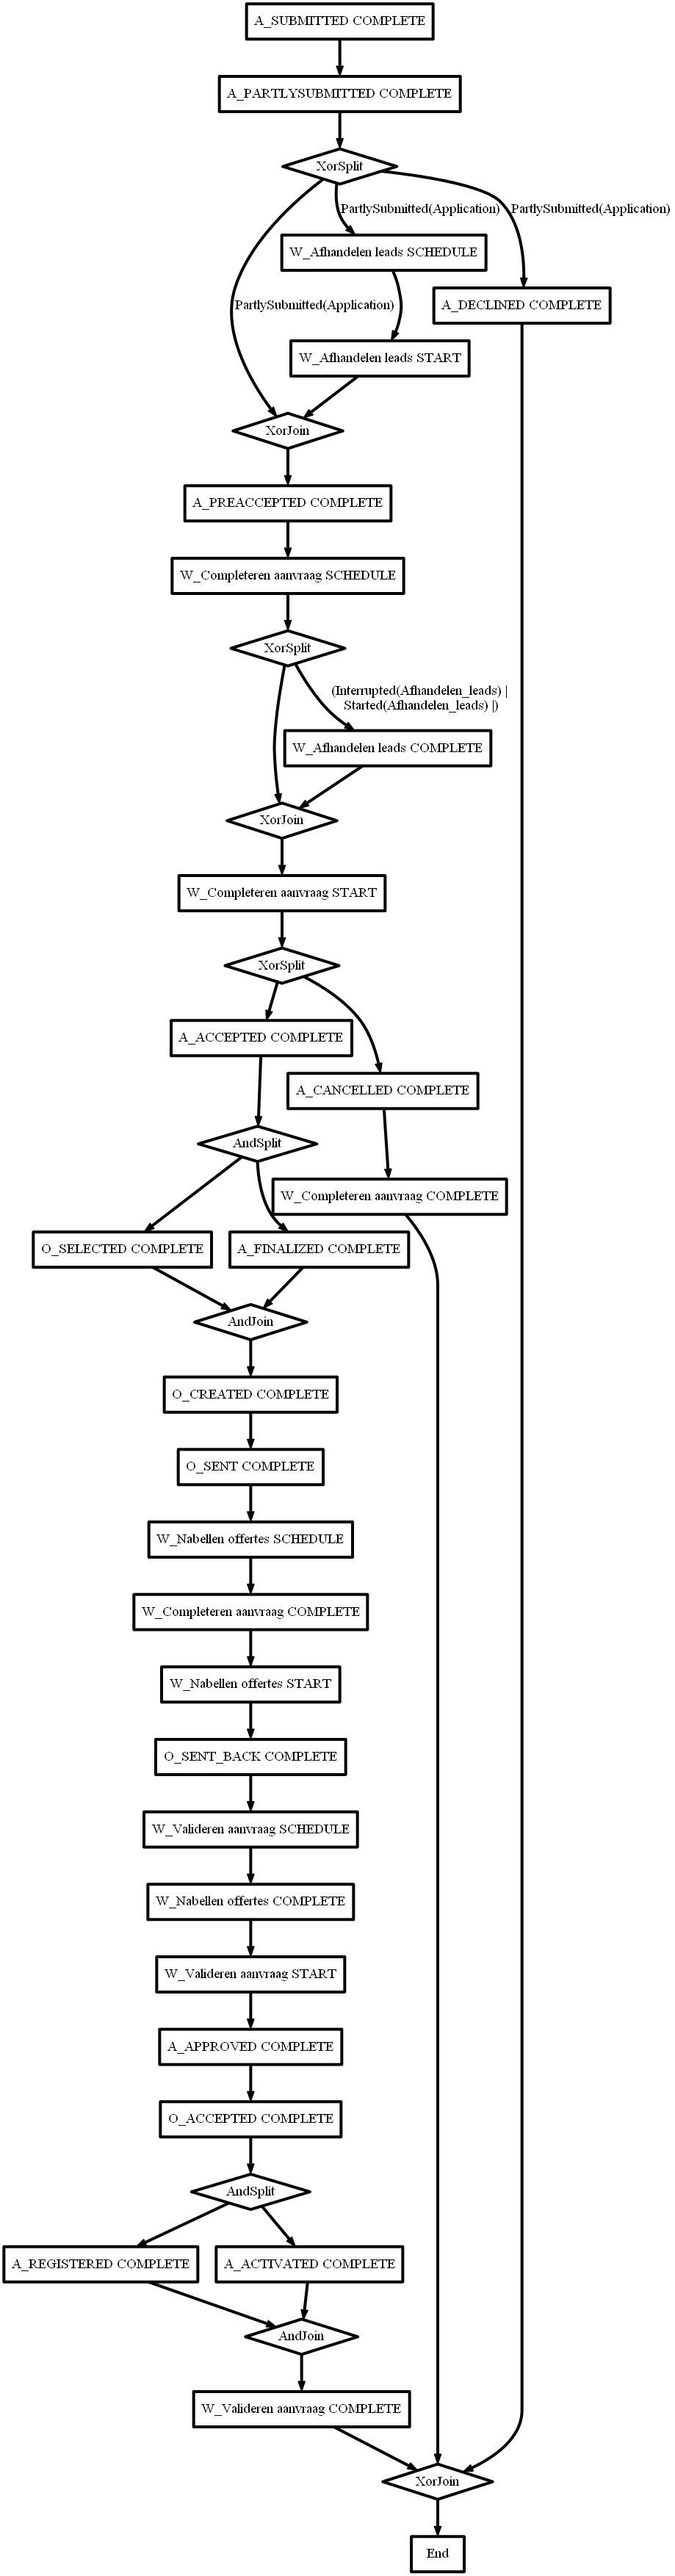 A_SUBMITTED COMPLETE
A_PARTLYSUBMITTED COMPLETE
XorSplit
PartlySubmitted(Application)
PartlySubmitted(Application)
W_Afhandelen leads SCHEDULE
A_DECLINED COMPLETE
PartlySubmitted(Application)
W_Afhandelen leads START
XorJoin
A_PREACCEPTED COMPLETE
W_Completeren aanvraag SCHEDULE
XorSplit
(Interrupted(Afhandelen_leads) |
Started(Afhandelen_leads) |)
W_Afhandelen leads COMPLETE
XorJoin
W_Completeren aanvraag START
XorSplit
A_ACCEPTED COMPLETE
A_CANCELLED COMPLETE
AndSplit
W_Completeren aanvraag COMPLETE
O_SELECTED COMPLETE
A_FINALIZED COMPLETE
AndJoin
O_CREATED COMPLETE
O_SENT COMPLETE
W_Nabellen offertes SCHEDULE
W_Completeren aanvraag COMPLETE
W_Nabellen offertes START
O_SENT_BACK COMPLETE
W_Valideren aanvraag SCHEDULE
W_Nabellen offertes COMPLETE
W_Valideren aanvraag START
A_APPROVED COMPLETE
O_ACCEPTED COMPLETE
AndSplit
A_REGISTERED COMPLETE
A_ACTIVATED COMPLETE
AndJoin
W_Valideren aanvraag COMPLETE
XorJoin
End